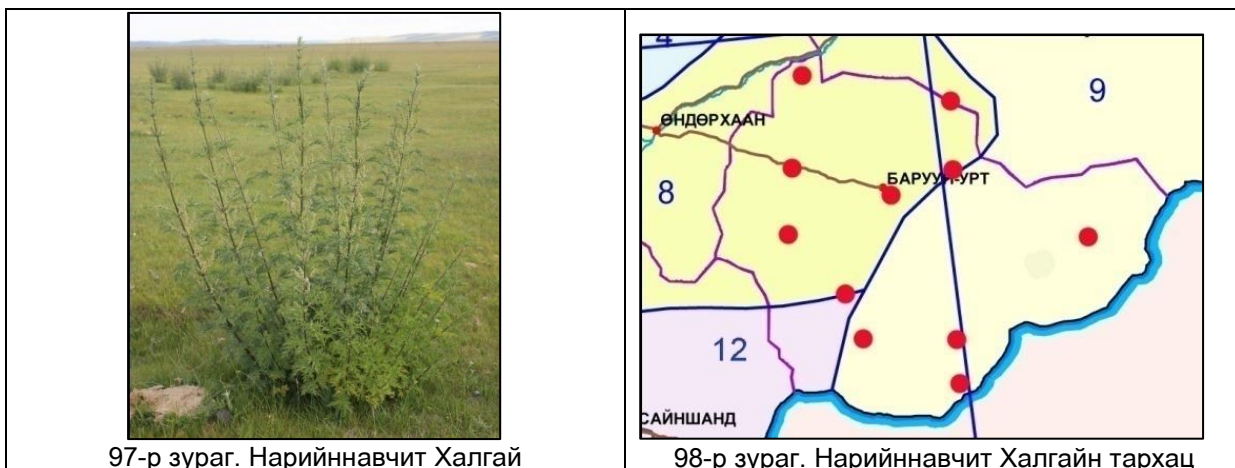 4
9
ӨНДӨРХААН
БАРУУН-УРТ
8
12
САЙНШАНД
97-р зураг. Нарийннавчит Халгай
98-р зураг. Нарийннавчит Халгайн тархац